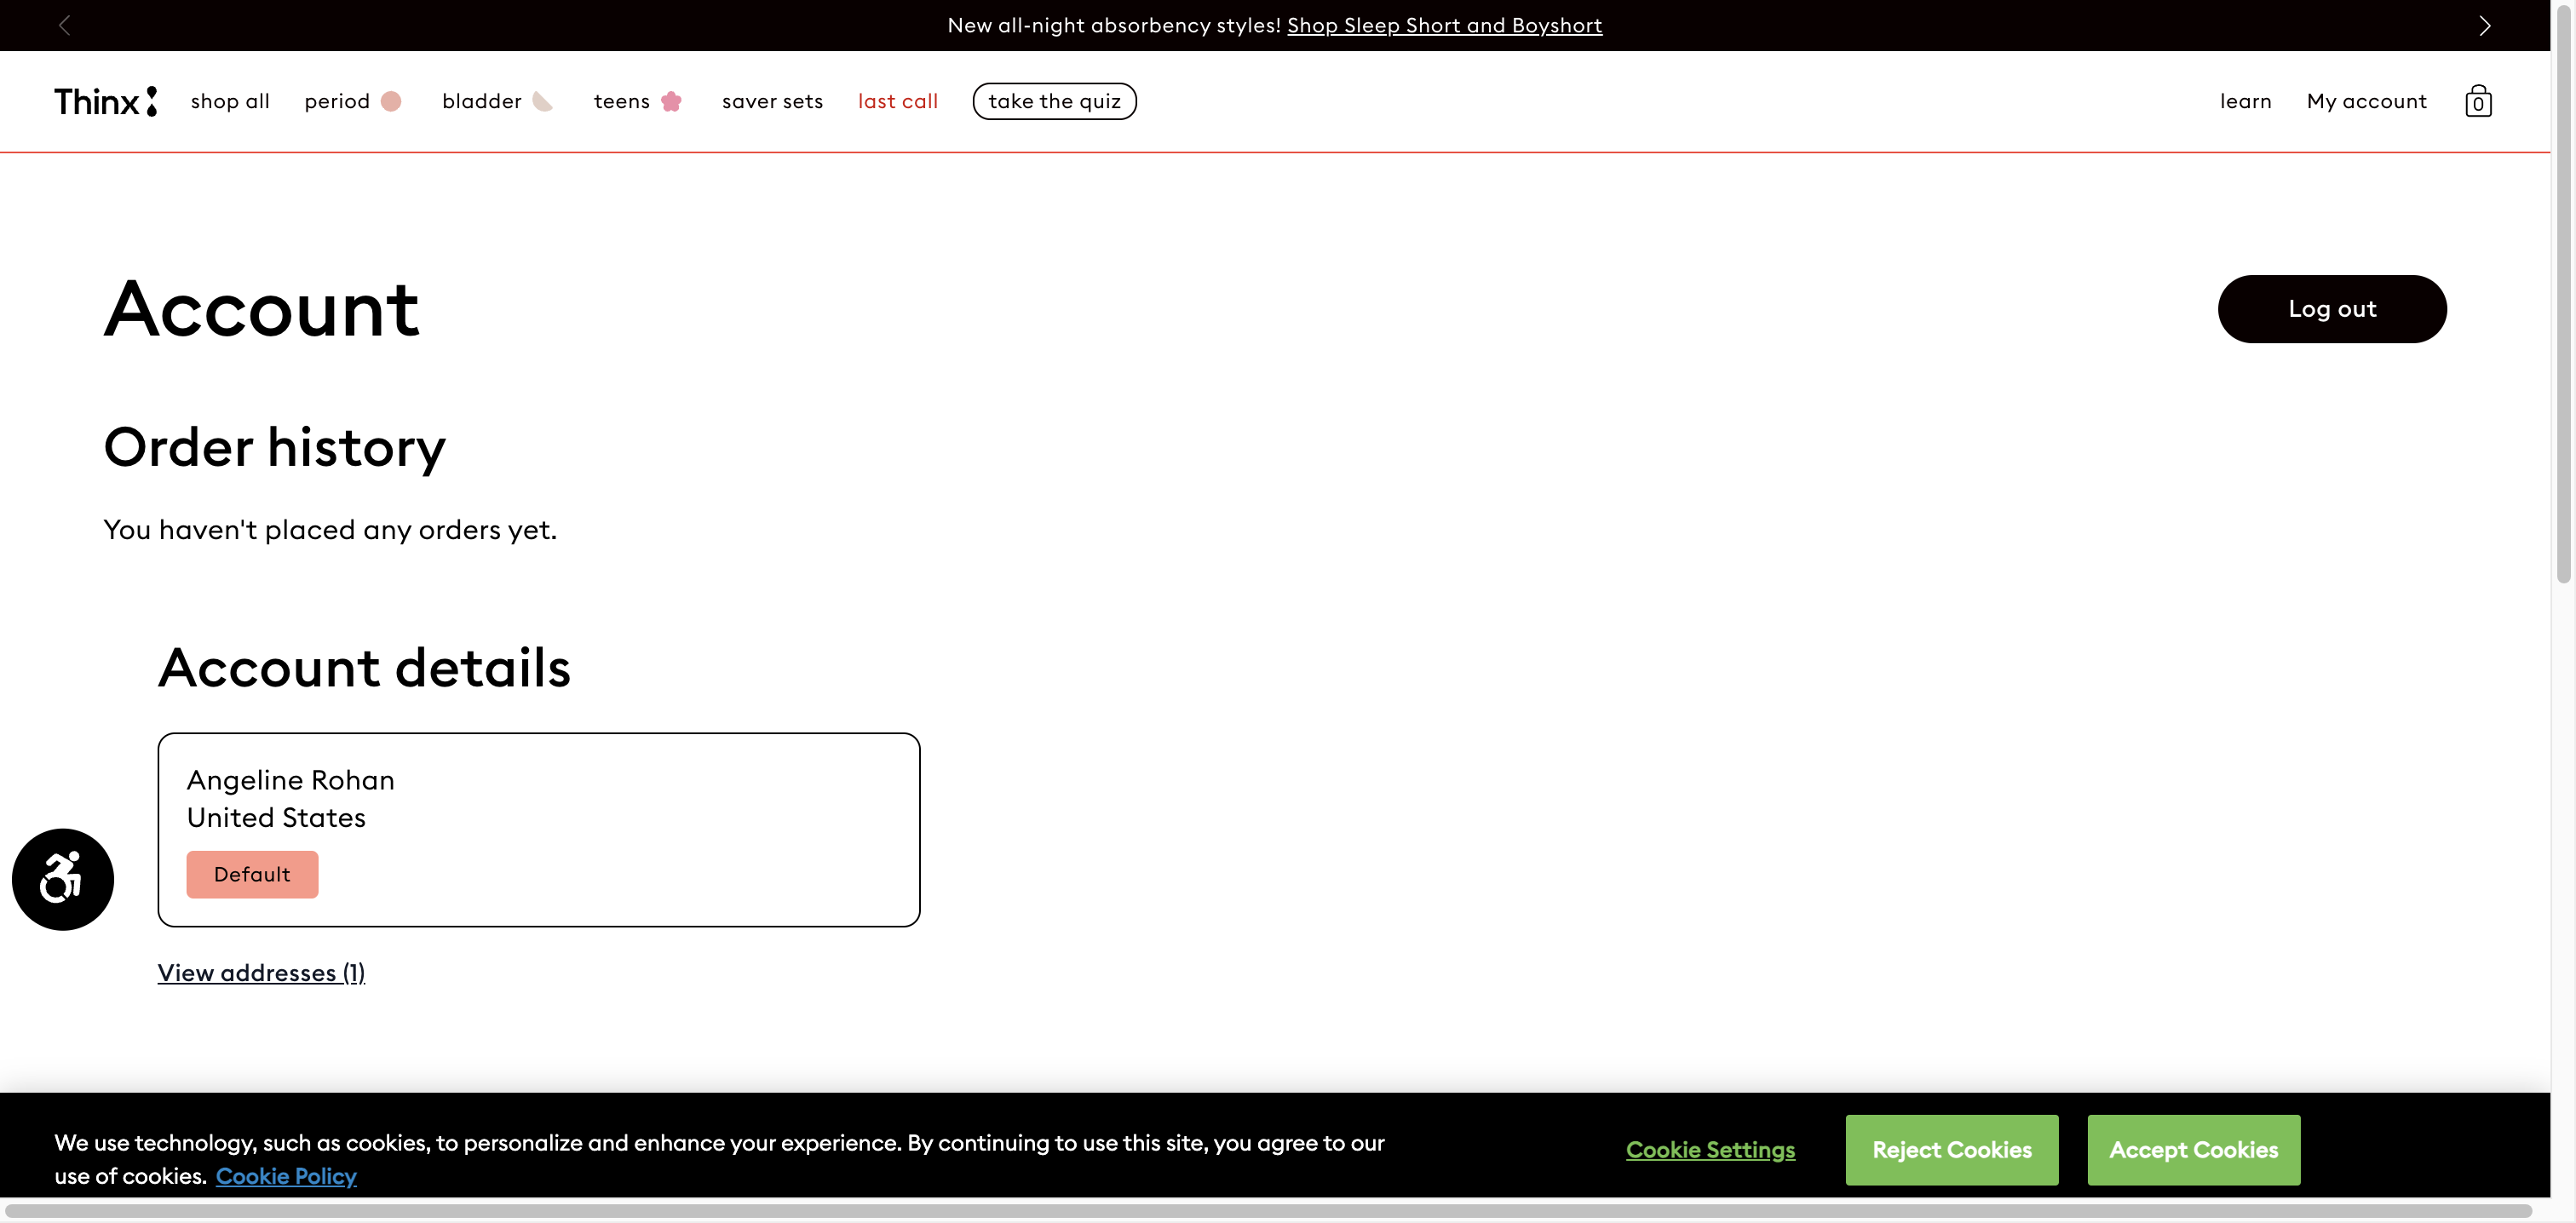 New all-night absorbency styles! Shop Sleep Short and Boyshort
Thinx shop all period bladder teens saver sets last call take the quiz learn My account 0
Account
Log out
Order history
You haven't placed any orders yet.
Account details
Angeline Rohan
United States
Default
View addresses (1)
We use technology, such as cookies, to personalize and enhance your experience. By continuing to use this site, you agree to our
use of cookies. Cookie Policy
Cookie Settings
Reject Cookies
Accept Cookies